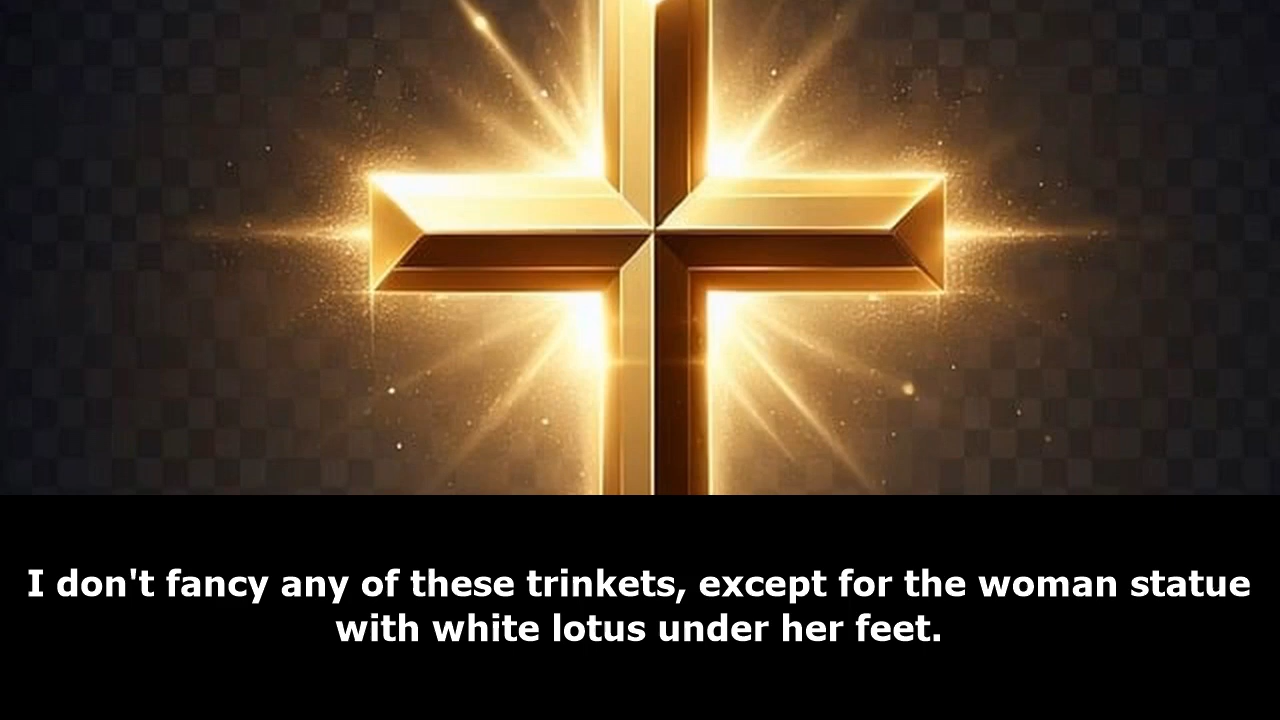 I don't fancy any of these trinkets, except for the woman statue
with white lotus under her feet.